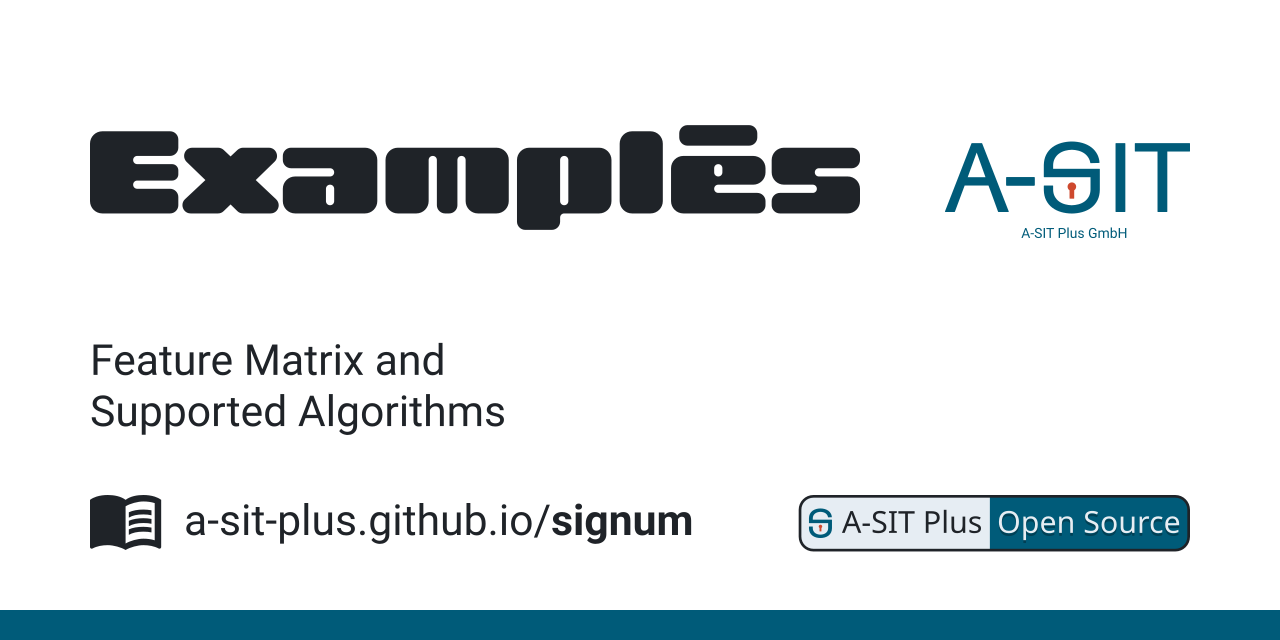 Examplēs
A-SIT
A-SIT Plus GmbH
Feature Matrix and
Supported Algorithms
a-sit-plus.github.io/signum
A-SIT Plus Open Source